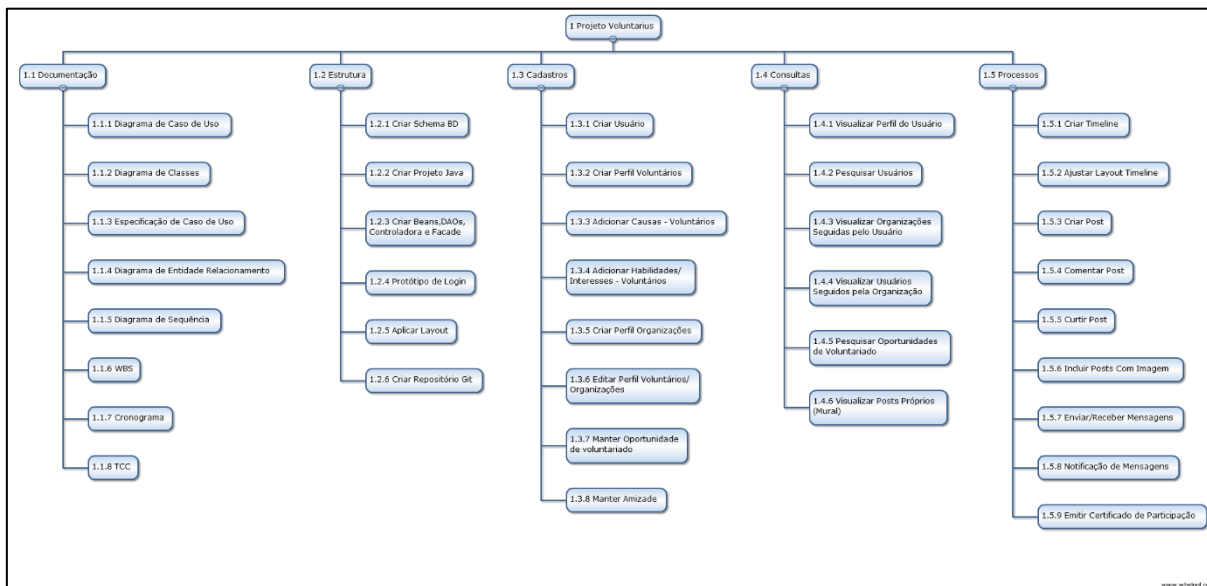 1 Projeto Voluntarius
1.1 Documentação
1.1.1 Diagrama de Caso de Uso
1.1.2 Diagrama de Classes
1.1.3 Especificação de Caso de Uso
1.1.4 Diagrama de Entidade Relacionamento
1.1.5 Diagrama de Sequência
1.1.6 WBS
1.1.7 Cronograma
1.1.8 TCC
1.2 Estrutura
1.2.1 Criar Schema BD
1.2.2 Criar Projeto Java
1.2.3 Criar Beans,DAOs,
Controladora e Facade
1.2.4 Protótipo de Login
1.2.5 Aplicar Layout
1.2.6 Criar Repositório Git
1.3 Cadastros
1.3.1 Criar Usuário
1.3.2 Criar Perfil Voluntários
1.3.3 Adicionar Causas - Voluntários
1.3.4 Adicionar Habilidades/
Interesses - Voluntários
1.3.5 Criar Perfil Organizações
1.3.6 Editar Perfil Voluntários/
Organizações
1.3.7 Manter Oportunidade
de voluntariado
1.3.8 Manter Amizade
1.4 Consultas
1.4.1 Visualizar Perfil do Usuário
1.4.2 Pesquisar Usuários
1.4.3 Visualizar Organizações
Seguidas pelo Usuário
1.4.4 Visualizar Usuários
Seguidos pela Organização
1.4.5 Pesquisar Oportunidades
de Voluntariado
1.4.6 Visualizar Posts Próprios
(Mural)
1.5 Processos
1.5.1 Criar Timeline
1.5.2 Ajustar Layout Timeline
1.5.3 Criar Post
1.5.4 Comentar Post
1.5.5 Curtir Post
1.5.6 Incluir Posts Com Imagem
1.5.7 Enviar/Receber Mensagens
1.5.8 Notificação de Mensagens
1.5.9 Emitir Certificado de Participação